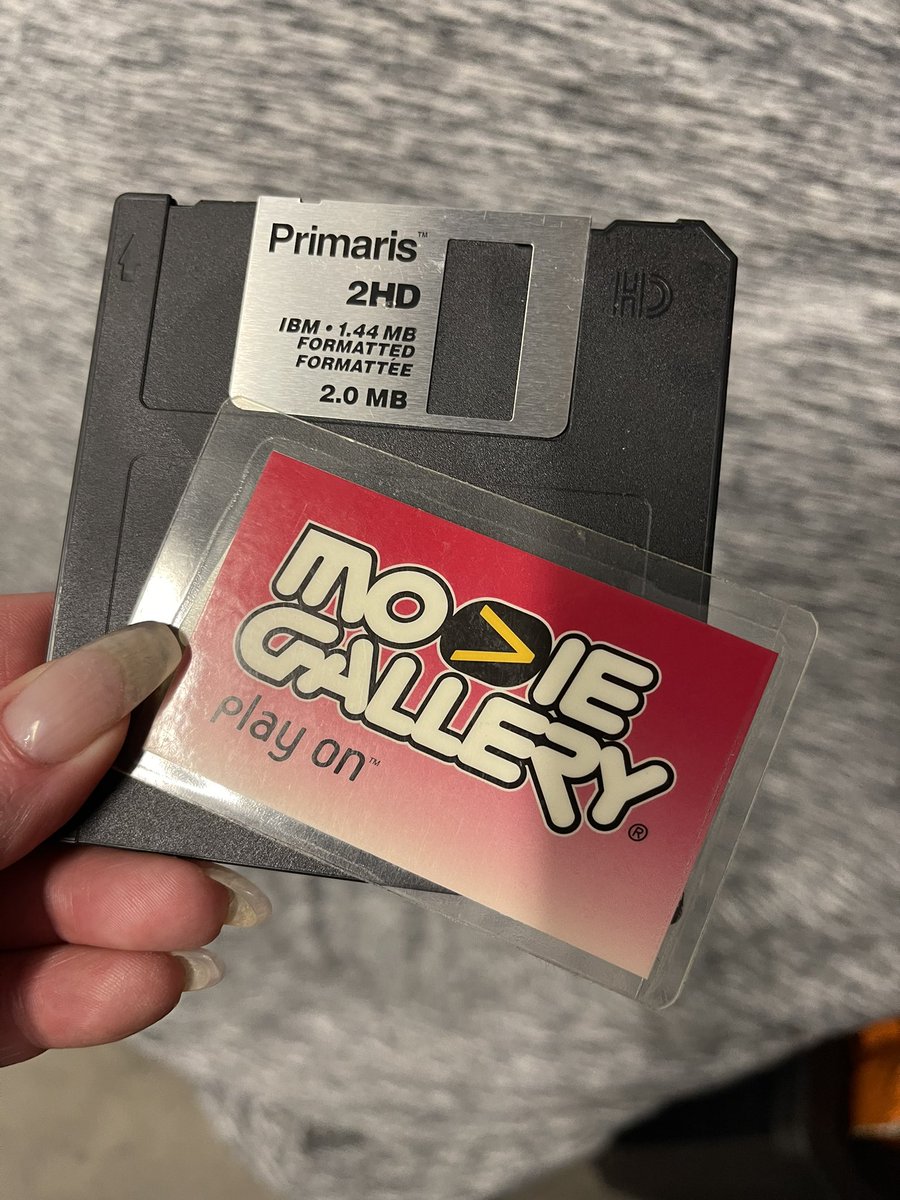 Primaris™
2HD
IBM • 1.44 MB
FORMATTED
FORMATTÉE
2.0 MB
HD
MOVIE
GALLERY®
play on™